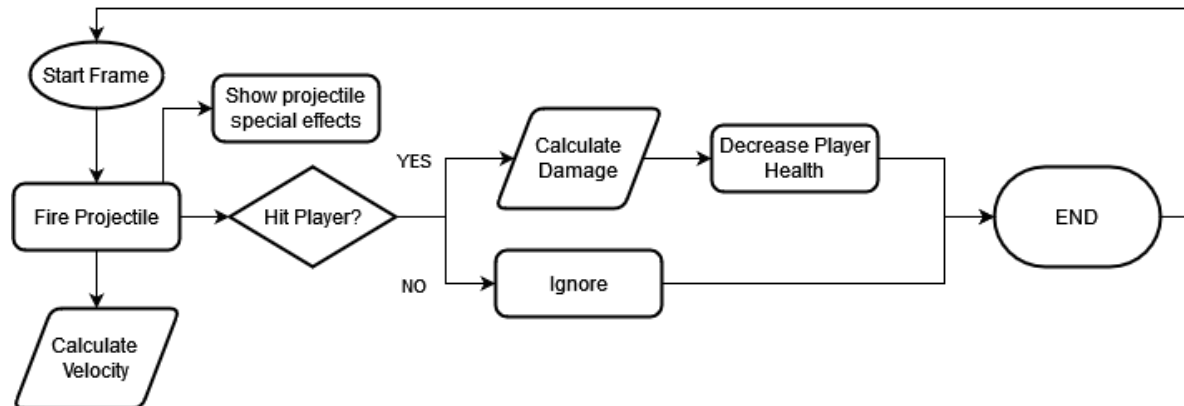 Start Frame
Show projectile
special effects
Fire Projectile
Hit Player?
YES
Calculate
Damage
Decrease Player
Health
NO
Ignore
END
Calculate
Velocity